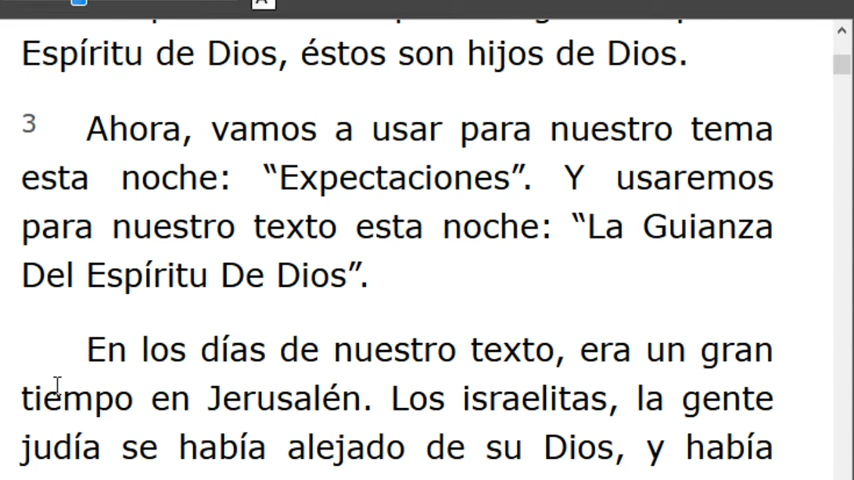 Espíritu de Dios, éstos son hijos de Dios.
3 Ahora, vamos a usar para nuestro tema
esta noche: “Expectaciones”. Y usaremos
para nuestro texto esta noche: “La Guianza
Del Espíritu De Dios”.
En los días de nuestro texto, era un gran
tiempo en Jerusalén. Los israelitas, la gente
judía se había alejado de su Dios, y había